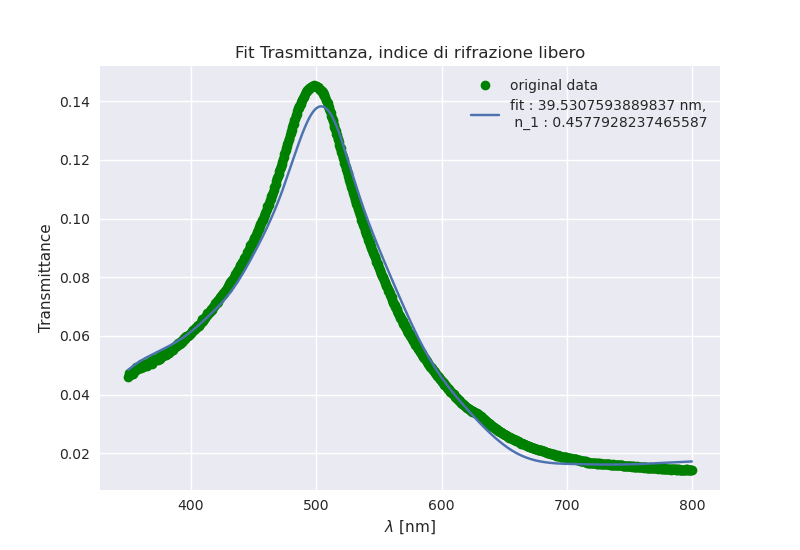 Fit Trasmittanza, indice di rifrazione libero
original data
fit : 39.5307593889837 nm,
n_1 : 0.4577928237465587
Transmittance
0.14
0.12
0.10
0.08
0.06
0.04
0.02
400 500 600 700 800
λ [nm]